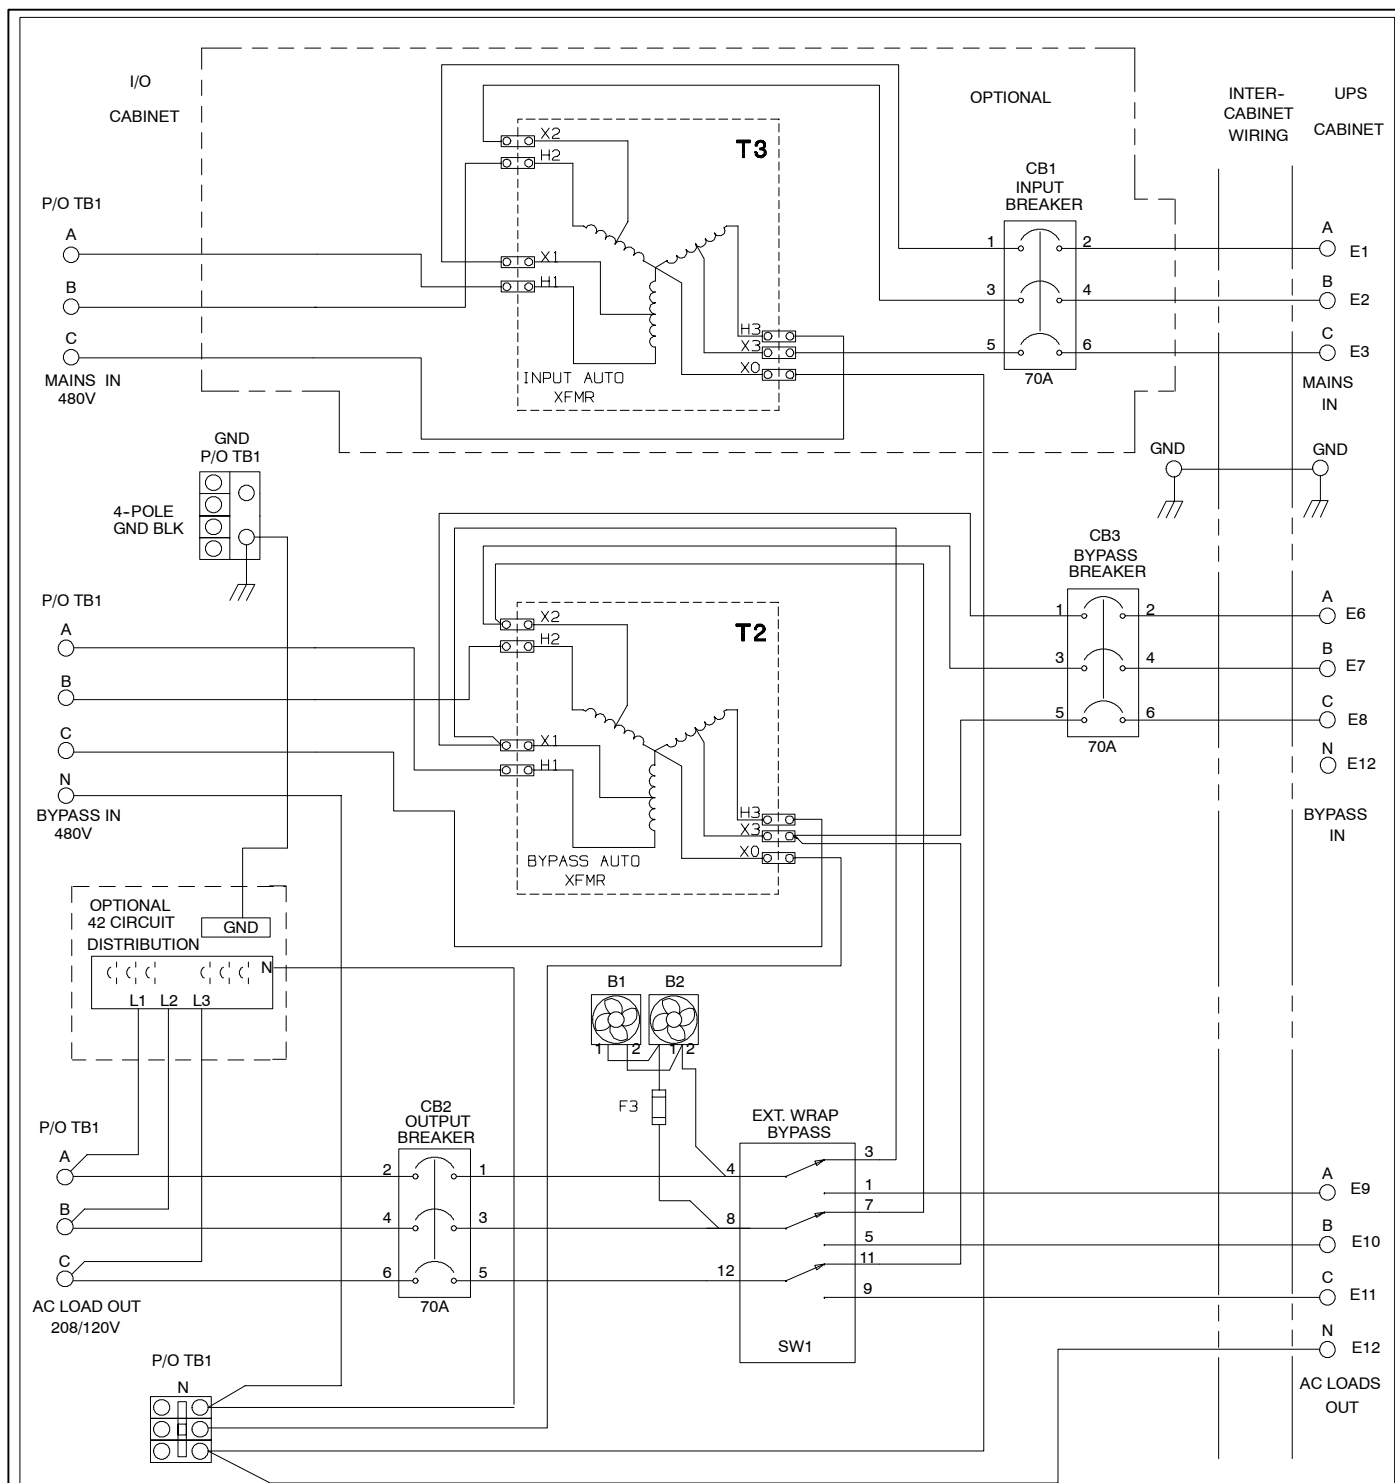 I/O
CABINET
OPTIONAL
INTER-
CABINET
WIRING
UPS
CABINET
P/O TB1
A
B
C
MAINS IN
480V
X2
H2
X1
H1
T3
H3
X3
X0
INPUT AUTO
XFMR
CB1
INPUT
BREAKER
1
2
3
4
5
6
70A
A
E1
B
E2
C
E3
MAINS
IN
GND
GND
GND
P/O TB1
4-POLE
GND BLK
P/O TB1
A
B
C
N
BYPASS IN
480V
X2
H2
X1
H1
T2
H3
X3
X0
BYPASS AUTO
XFMR
CB3
BYPASS
BREAKER
1
2
3
4
5
6
70A
A
E6
B
E7
C
E8
N
E12
BYPASS
IN
OPTIONAL
42 CIRCUIT
DISTRIBUTION
GND
N
L1 L2 L3
B1 B2
1 2 1 2
F3
P/O TB1
A
B
C
AC LOAD OUT
208/120V
CB2
OUTPUT
BREAKER
2
1
4
3
6
5
70A
EXT. WRAP
BYPASS
4
3
1
8
7
5
12
11
9
SW1
A
E9
B
E10
C
E11
N
E12
AC LOADS
OUT
P/O TB1
N